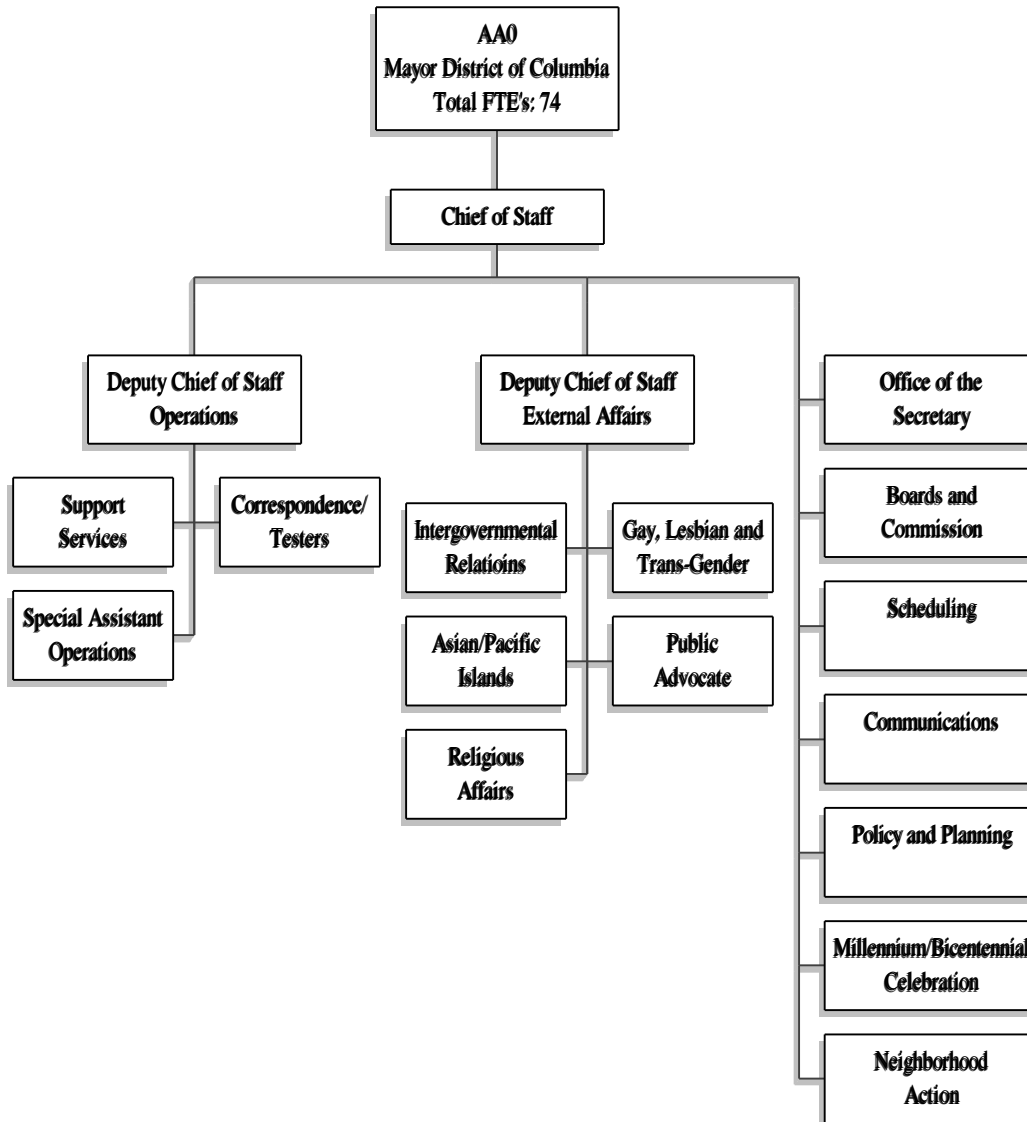 AA0
Mayor District of Columbia
Total FTE's: 74
Chief of Staff
Deputy Chief of Staff
Operations
Support
Services
Correspondence/
Testers
Special Assistant
Operations
Deputy Chief of Staff
External Affairs
Intergovernmental
Relatioins
Gay, Lesbian and
Trans-Gender
Asian/Pacific
Islands
Public
Advocate
Religious
Affairs
Office of the
Secretary
Boards and
Commission
Scheduling
Communications
Policy and Planning
Millennium/Bicentennial
Celebration
Neighborhood
Action